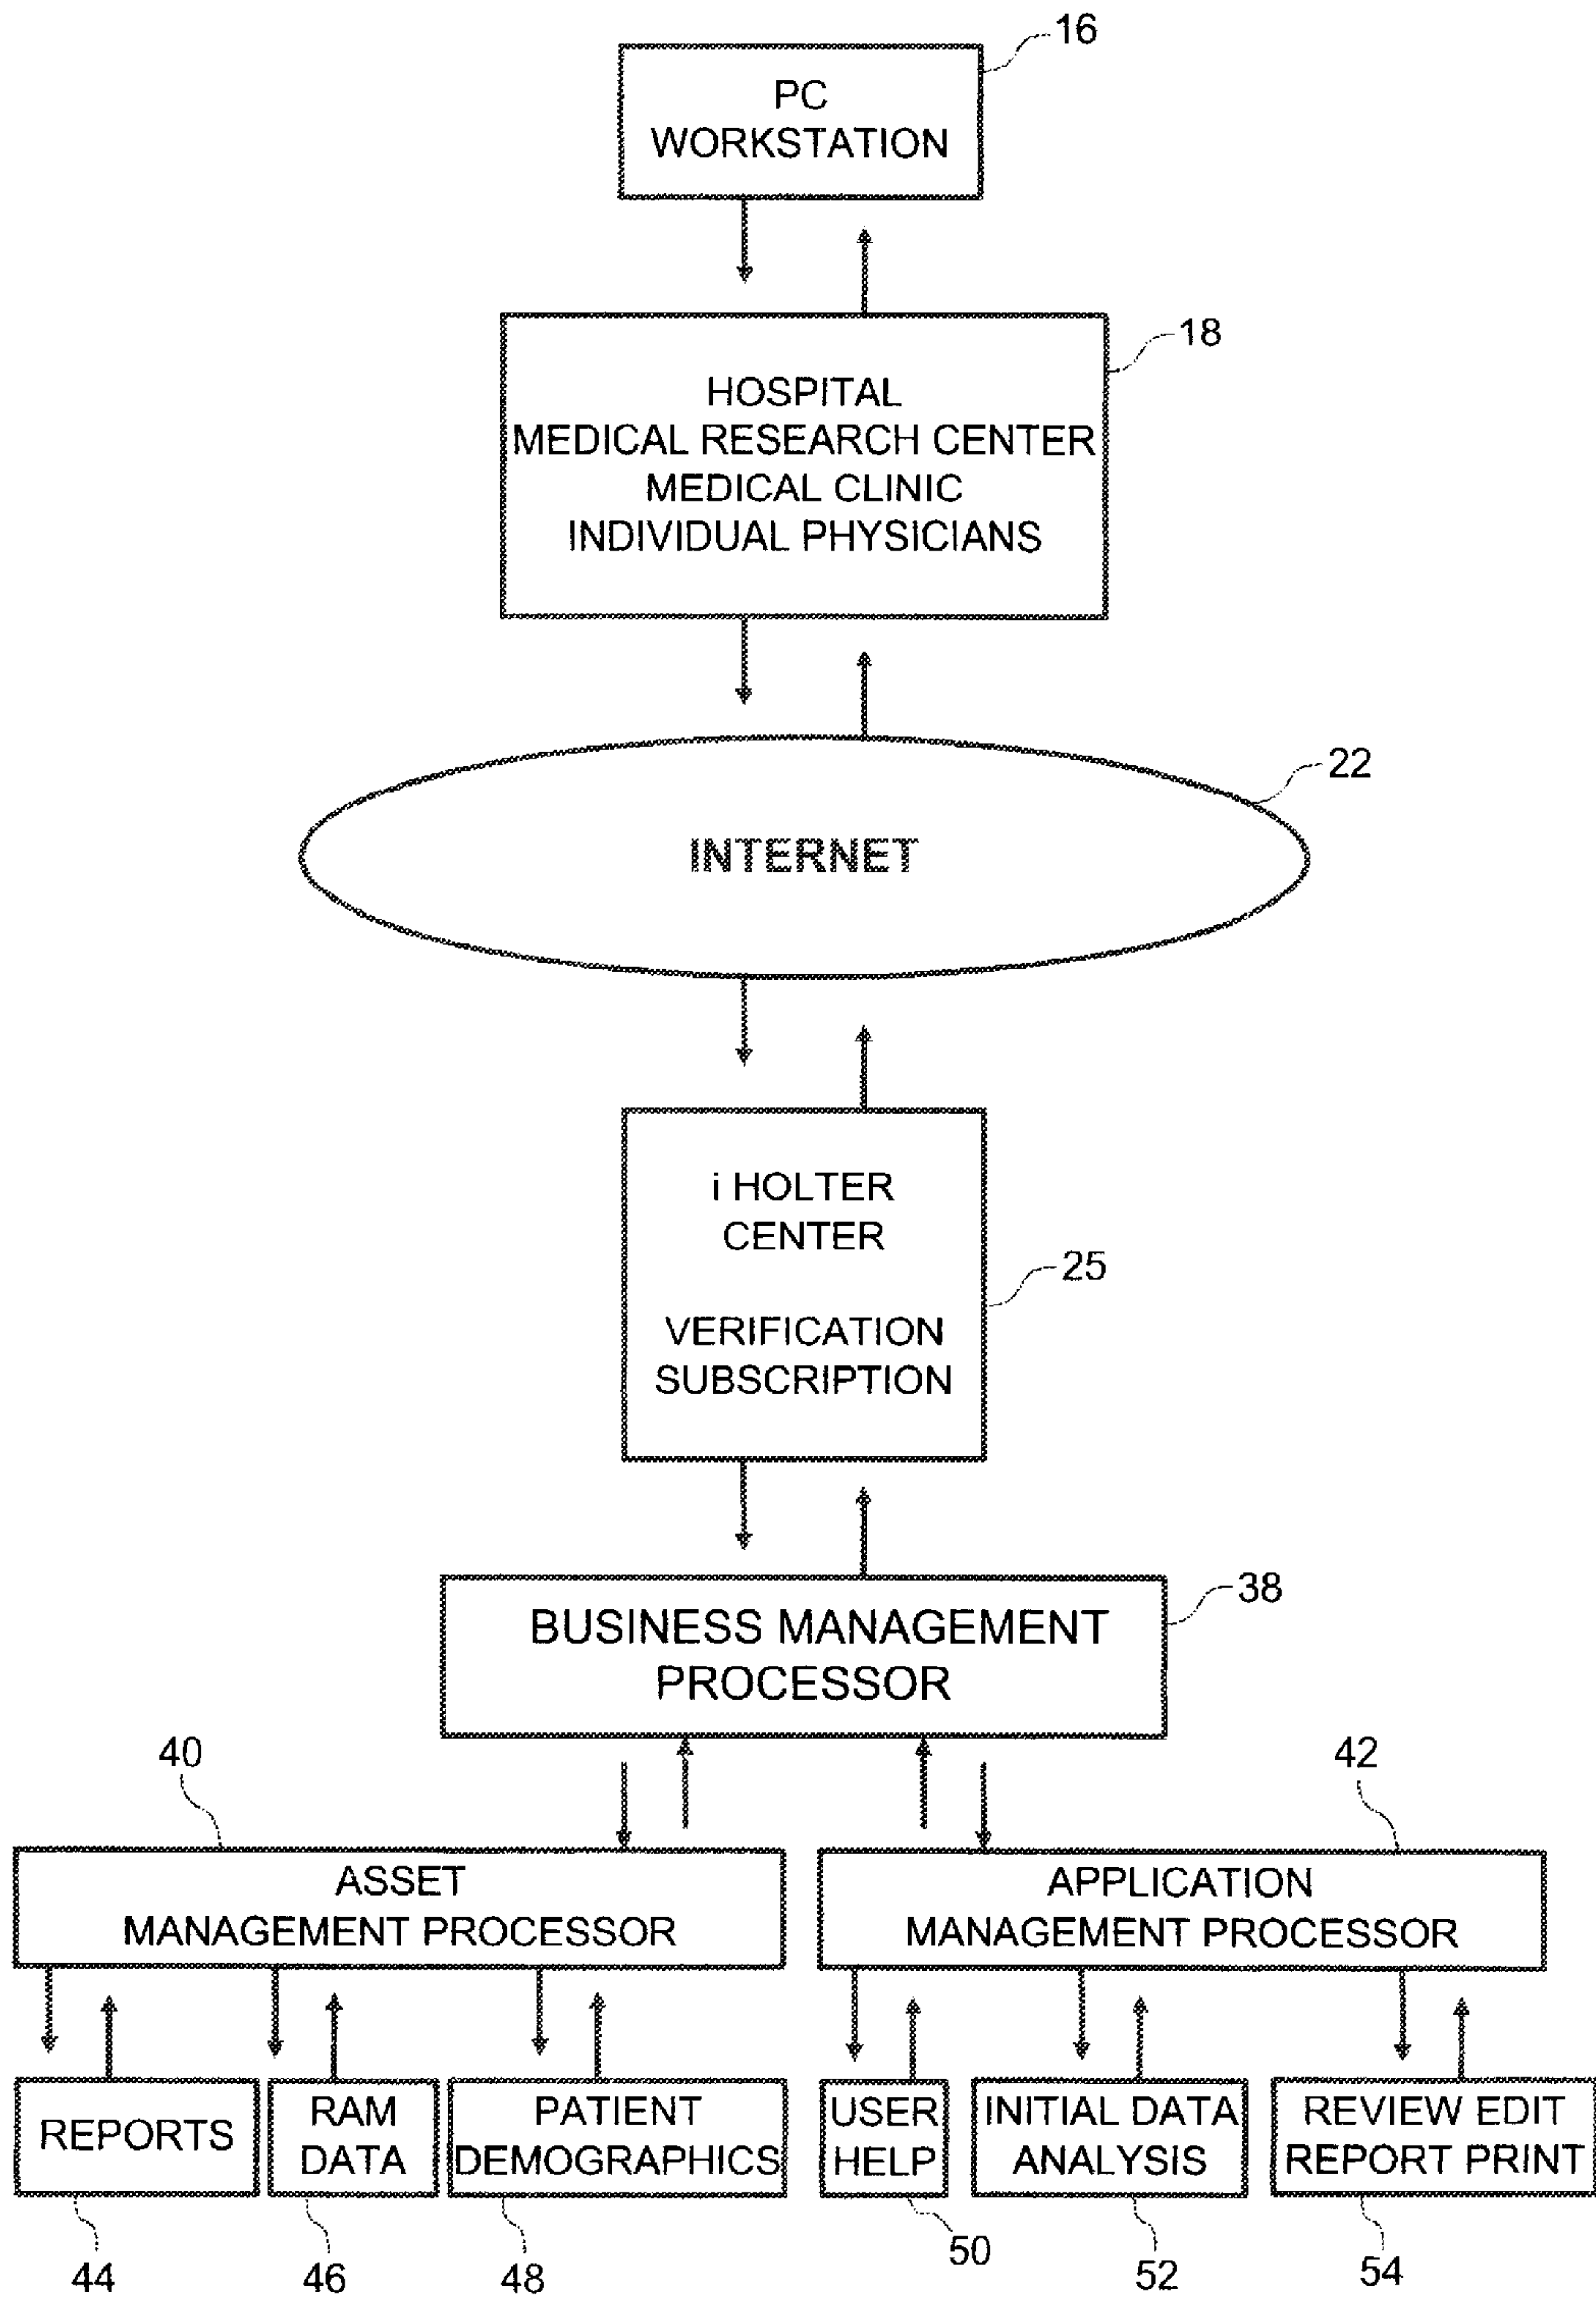 16
PC
WORKSTATION
18
HOSPITAL
MEDICAL RESEARCH CENTER
MEDICAL CLINIC
INDIVIDUAL PHYSICIANS
22
INTERNET
i HOLTER
CENTER
25
VERIFICATION
SUBSCRIPTION
38
BUSINESS MANAGEMENT
PROCESSOR
40
42
ASSET
MANAGEMENT PROCESSOR
APPLICATION
MANAGEMENT PROCESSOR
REPORTS
RAM
DATA
PATIENT
DEMOGRAPHICS
USER
HELP
INITIAL DATA
ANALYSIS
REVIEW EDIT
REPORT PRINT
44
46
48
50
52
54